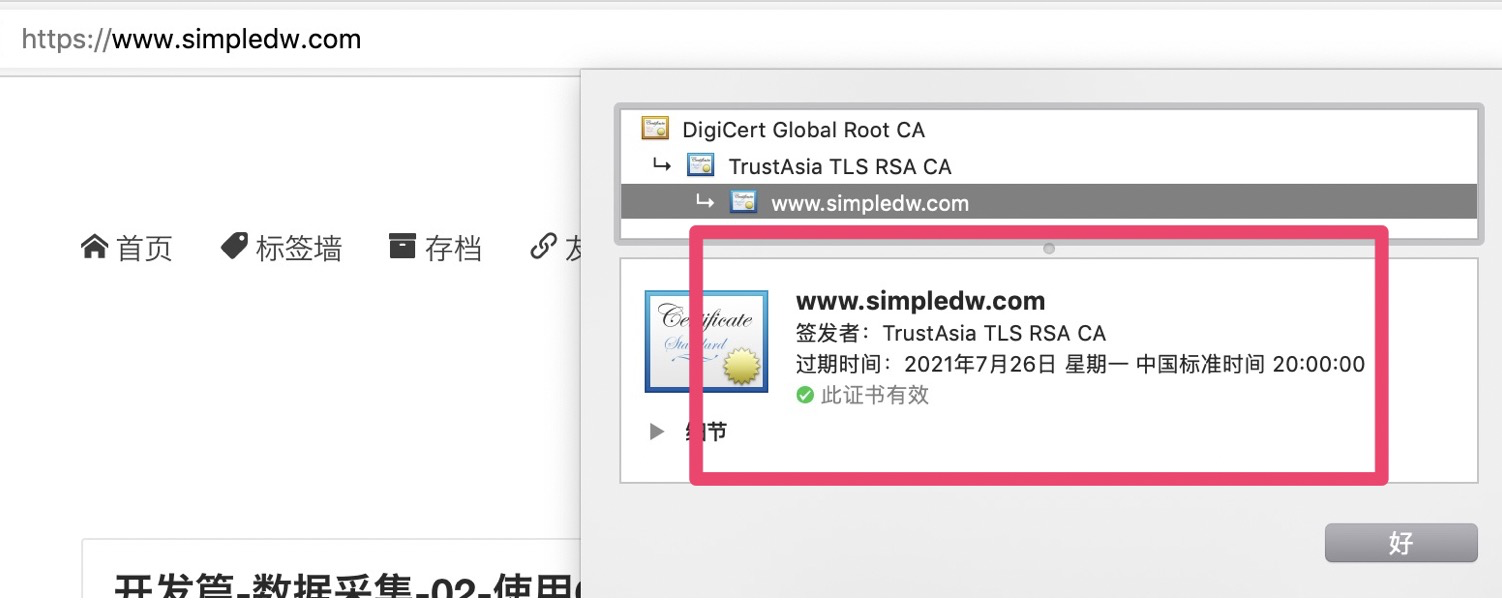 https://www.simpledw.com
DigiCert Global Root CA
TrustAsia TLS RSA CA
www.simpledw.com
首页 标签墙 存档
Certificate
Standard
www.simpledw.com
签发者：TrustAsia TLS RSA CA
过期时间：2021年7月26日 星期一 中国标准时间 20:00:00
此证书有效
细节
好
开发篇-数据采集-02-使用